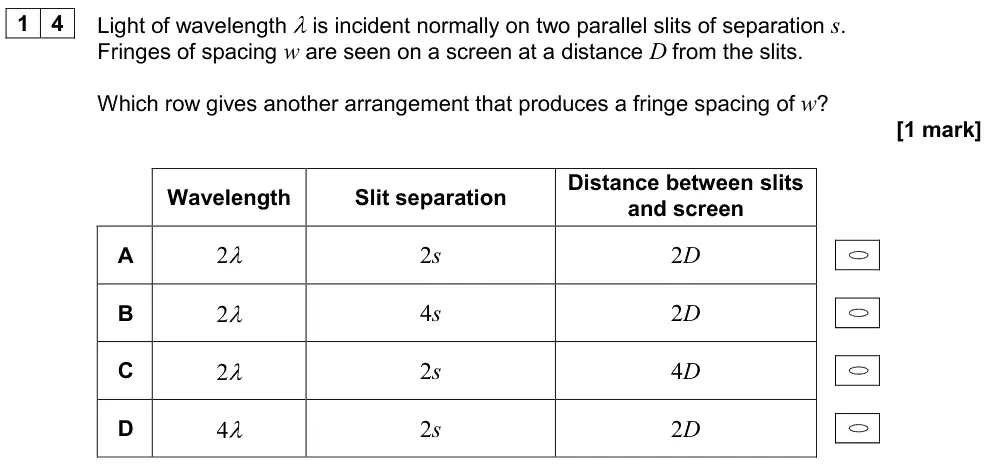 1 4 Light of wavelength λ is incident normally on two parallel slits of separation s.
Fringes of spacing w are seen on a screen at a distance D from the slits.
Which row gives another arrangement that produces a fringe spacing of w?
[1 mark]
Wavelength Slit separation Distance between slits
and screen
A 2λ 2s 2D
B 2λ 4s 2D
C 2λ 2s 4D
D 4λ 2s 2D